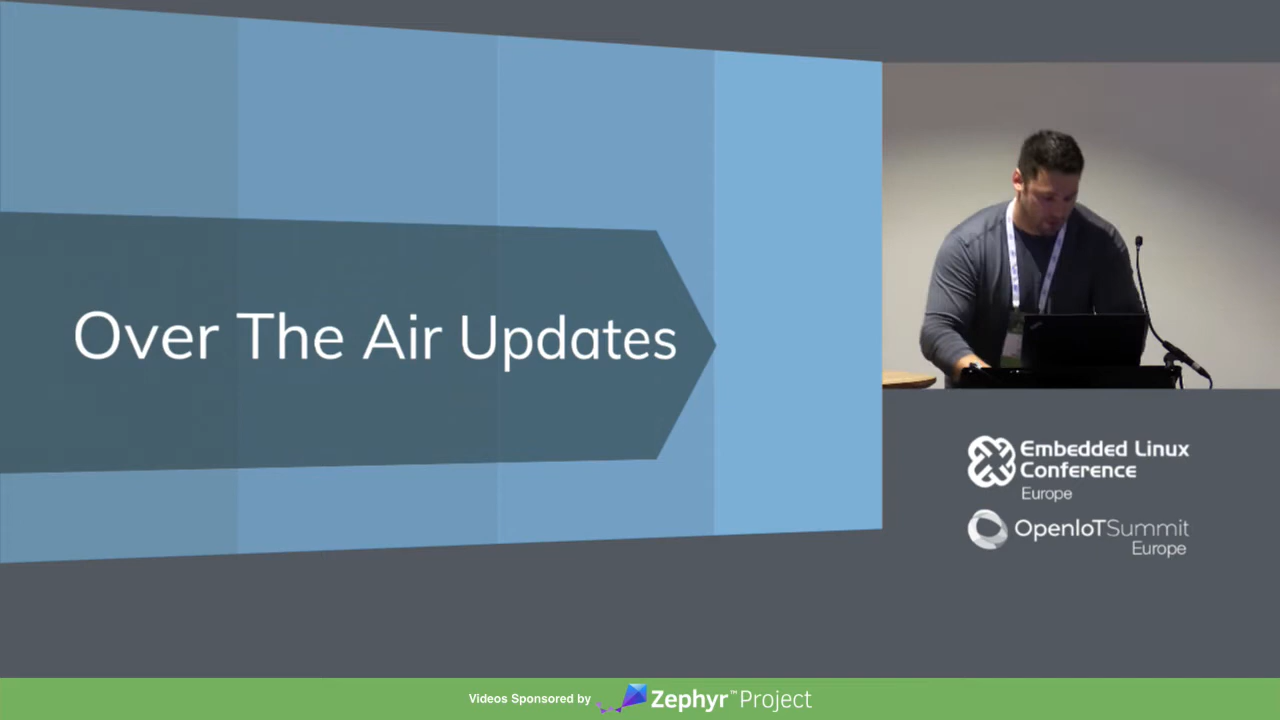 Over The Air Updates
Embedded Linux
Conference
Europe
OpenIoTSummit
Europe
Videos Sponsored by Zephyr™Project